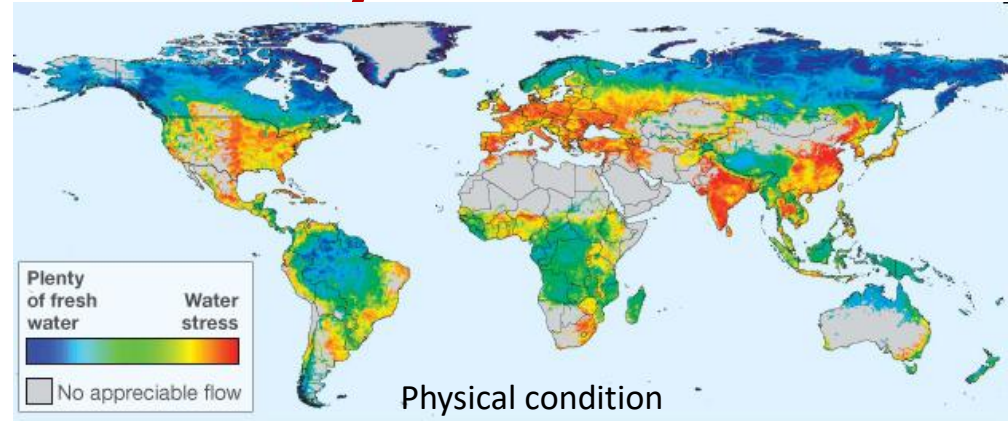 Plenty
of fresh Water
water stress
No appreciable flow
Physical condition